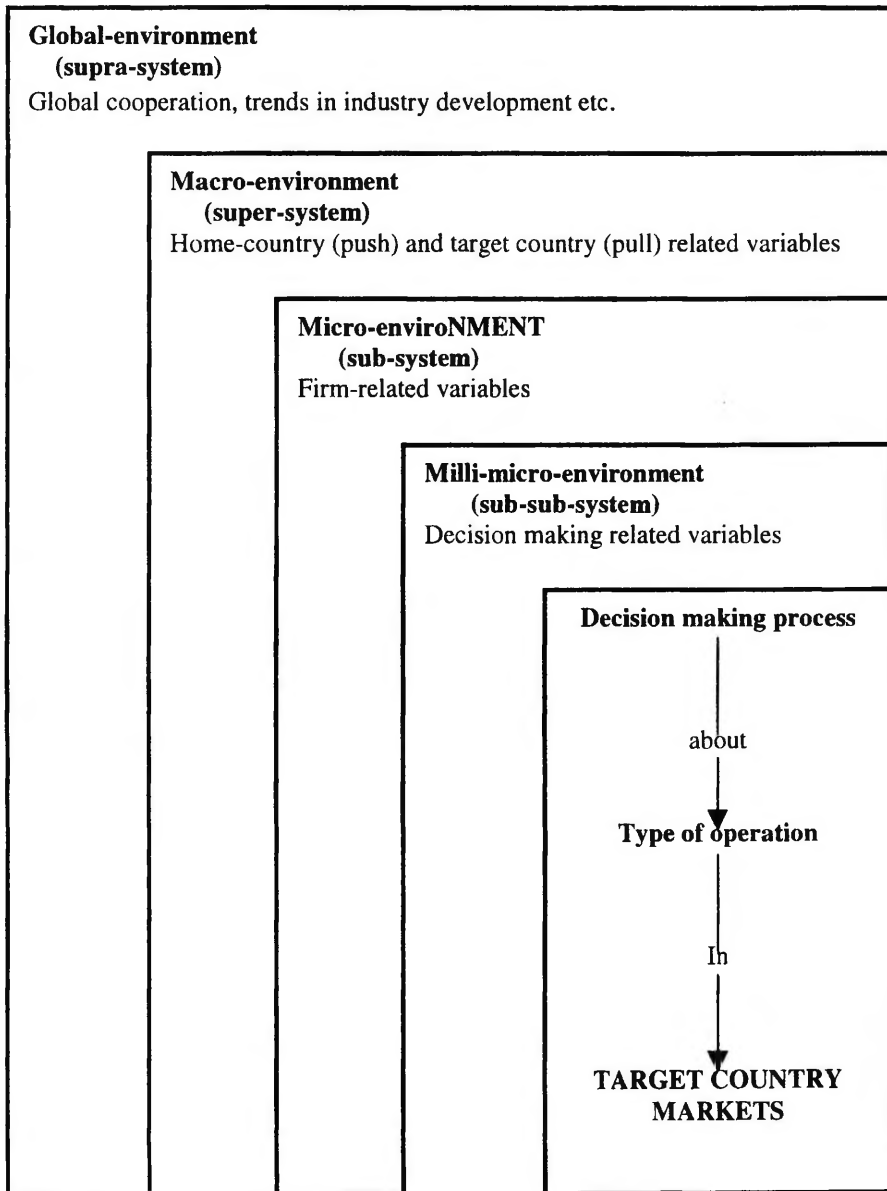 Global-environment
(supra-system)
Global cooperation, trends in industry development etc.
Macro-environment
(super-system)
Home-country (push) and target country (pull) related variables
Micro-enviroNMENT
(sub-system)
Firm-related variables
Milli-micro-environment
(sub-sub-system)
Decision making related variables
Decision making process
about
Type of operation
In
TARGET COUNTRY
MARKETS